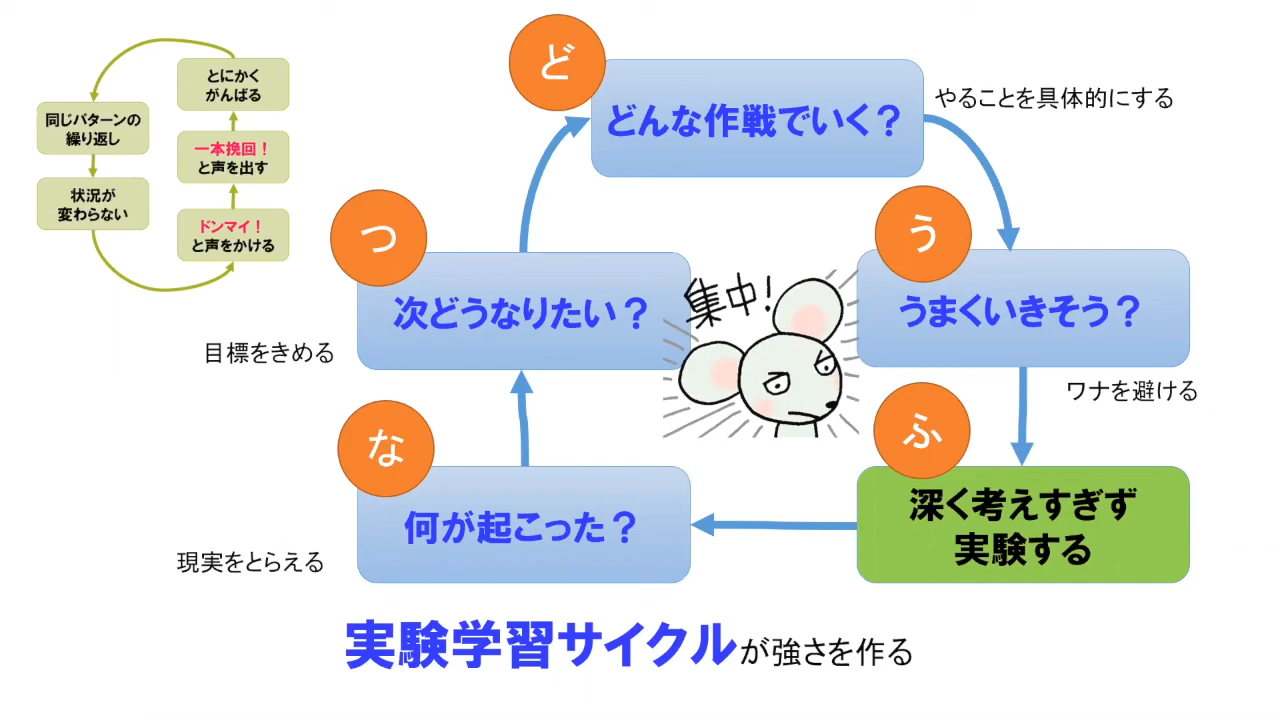 とにかく
がんばる
同じパターンの
繰り返し
一本挽回！
と声を出す
状況が
変わらない
ドンマイ！
と声をかける
ど
どんな作戦でいく？
やることを具体的にする
う
うまくいきそう？
ワナを避ける
ふ
深く考えすぎず
実験する
な
何が起こった？
現実をとらえる
つ
次どうなりたい？
目標をきめる
集中！
実験学習サイクルが強さを作る